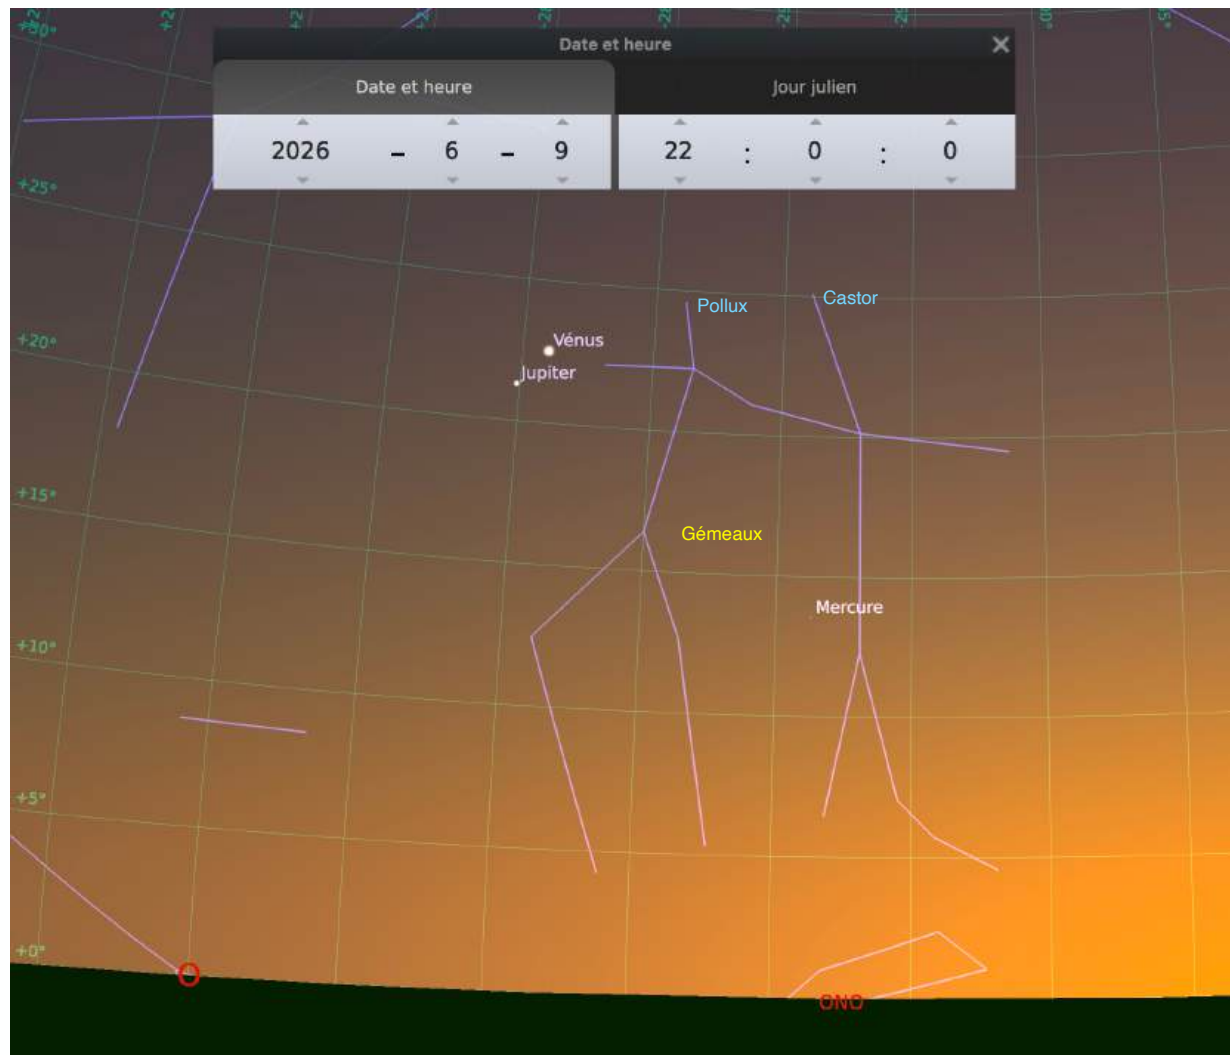 Date et heure
Date et heure
Jour julien
2026 – 6 – 9
22 : 0 : 0
+25°
Pollux
Castor
+20°
Vénus
Jupiter
+15°
Gémeaux
Mercure
+10°
+5°
+0°
O
ONO